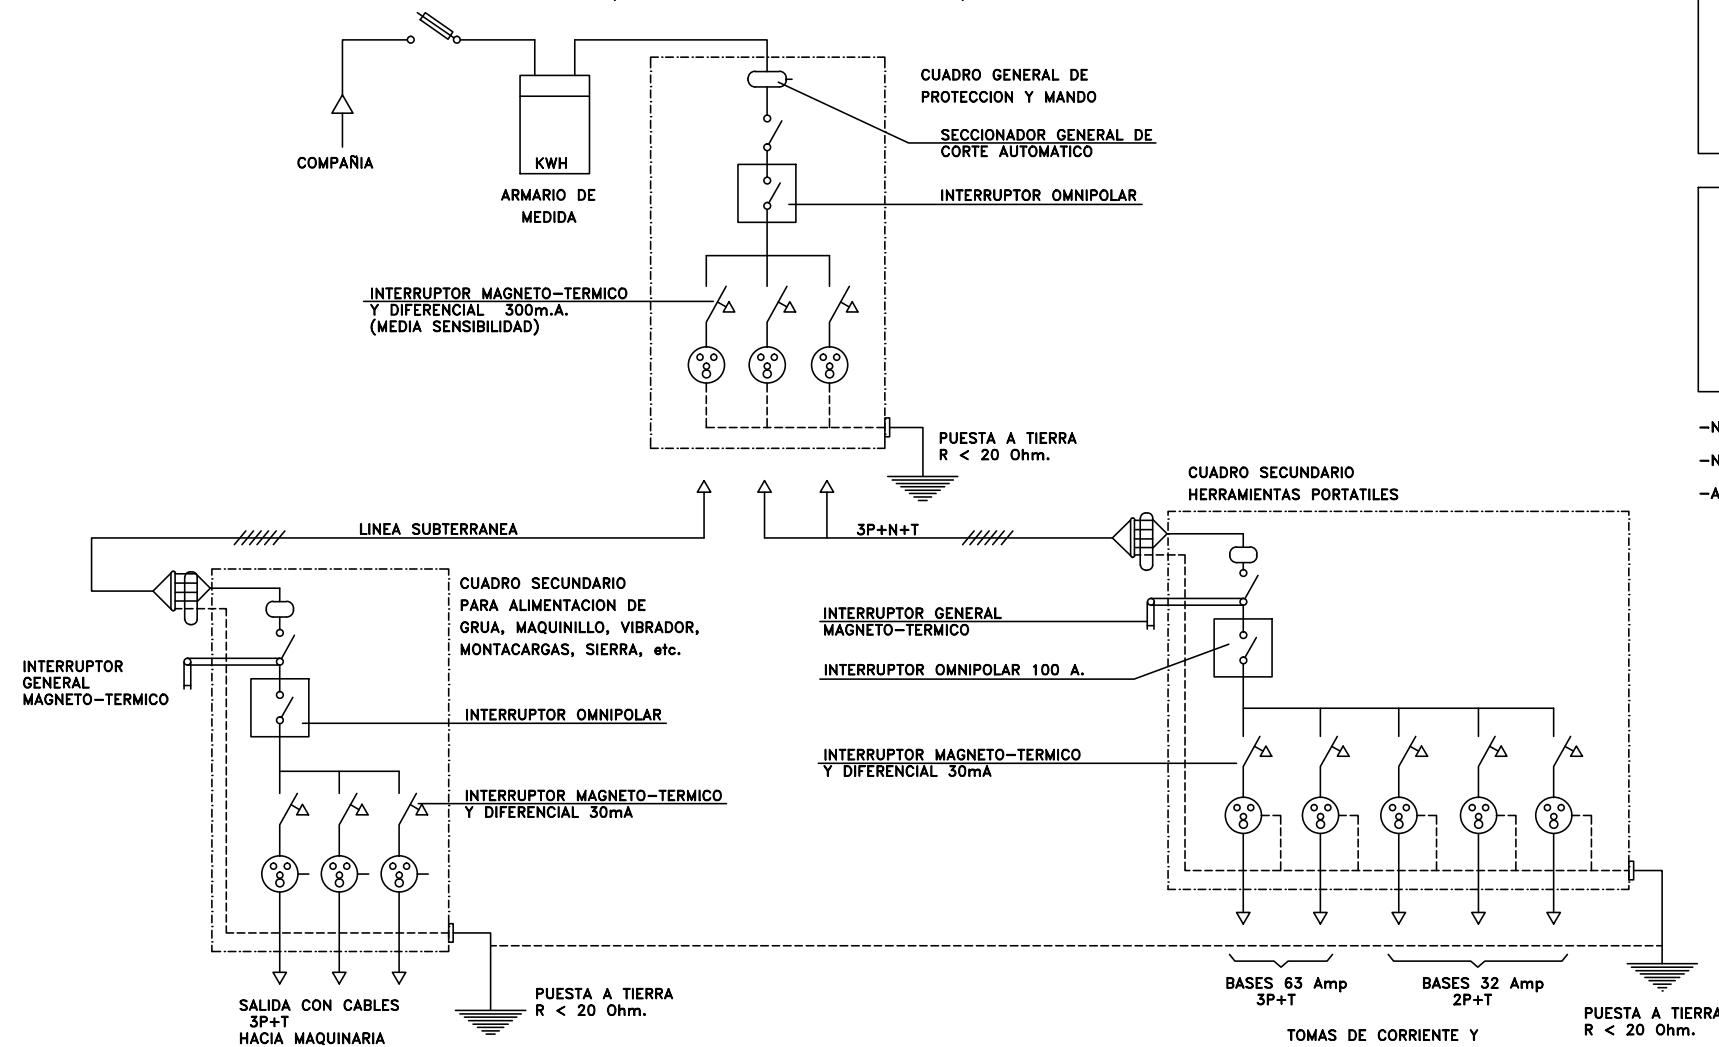 CUADRO GENERAL DE
PROTECCION Y MANDO
SECCIONADOR GENERAL DE
CORTE AUTOMATICO
COMPAÑIA
KWH
ARMARIO DE
MEDIDA
INTERRUPTOR OMNIPOLAR
INTERRUPTOR MAGNETO-TERMICO
Y DIFERENCIAL 300m.A.
(MEDIA SENSIBILIDAD)
PUESTA A TIERRA
R < 20 Ohm.
-N
-N
-A
CUADRO SECUNDARIO
HERRAMIENTAS PORTATILES
LINEA SUBTERRANEA
3P+N+T
CUADRO SECUNDARIO
PARA ALIMENTACION DE
GRUA, MAQUINILLO, VIBRADOR,
MONTACARGAS, SIERRA, etc.
INTERRUPTOR GENERAL
MAGNETO-TERMICO
INTERRUPTOR OMNIPOLAR 100 A.
INTERRUPTOR
GENERAL
MAGNETO-TERMICO
INTERRUPTOR OMNIPOLAR
INTERRUPTOR MAGNETO-TERMICO
Y DIFERENCIAL 30mA
INTERRUPTOR MAGNETO-TERMICO
Y DIFERENCIAL 30mA
BASES 63 Amp
3P+T
BASES 32 Amp
2P+T
SALIDA CON CABLES
3P+T
HACIA MAQUINARIA
PUESTA A TIERRA
R < 20 Ohm.
PUESTA A TIERRA
R < 20 Ohm.
TOMAS DE CORRIENTE Y